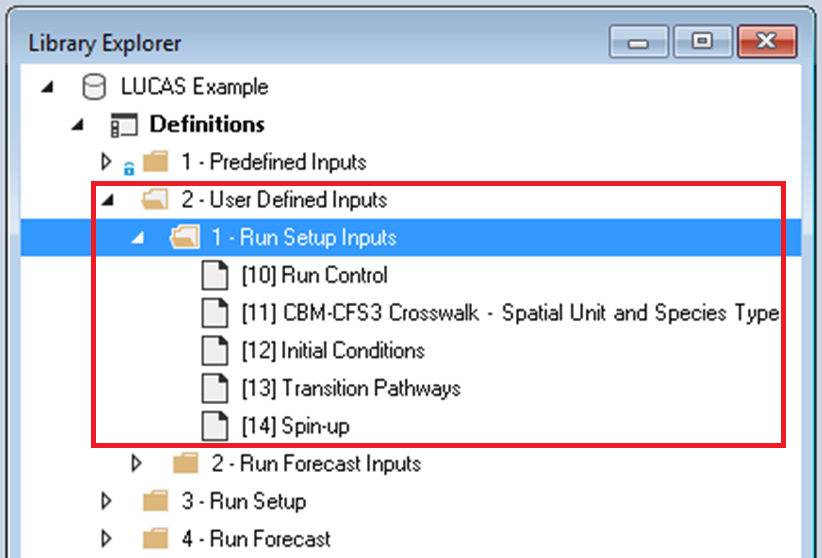 Library Explorer
LUCAS Example
Definitions
1 - Predefined Inputs
2 - User Defined Inputs
1 - Run Setup Inputs
[10] Run Control
[11] CBM-CFS3 Crosswalk - Spatial Unit and Species Type
[12] Initial Conditions
[13] Transition Pathways
[14] Spin-up
2 - Run Forecast Inputs
3 - Run Setup
4 - Run Forecast